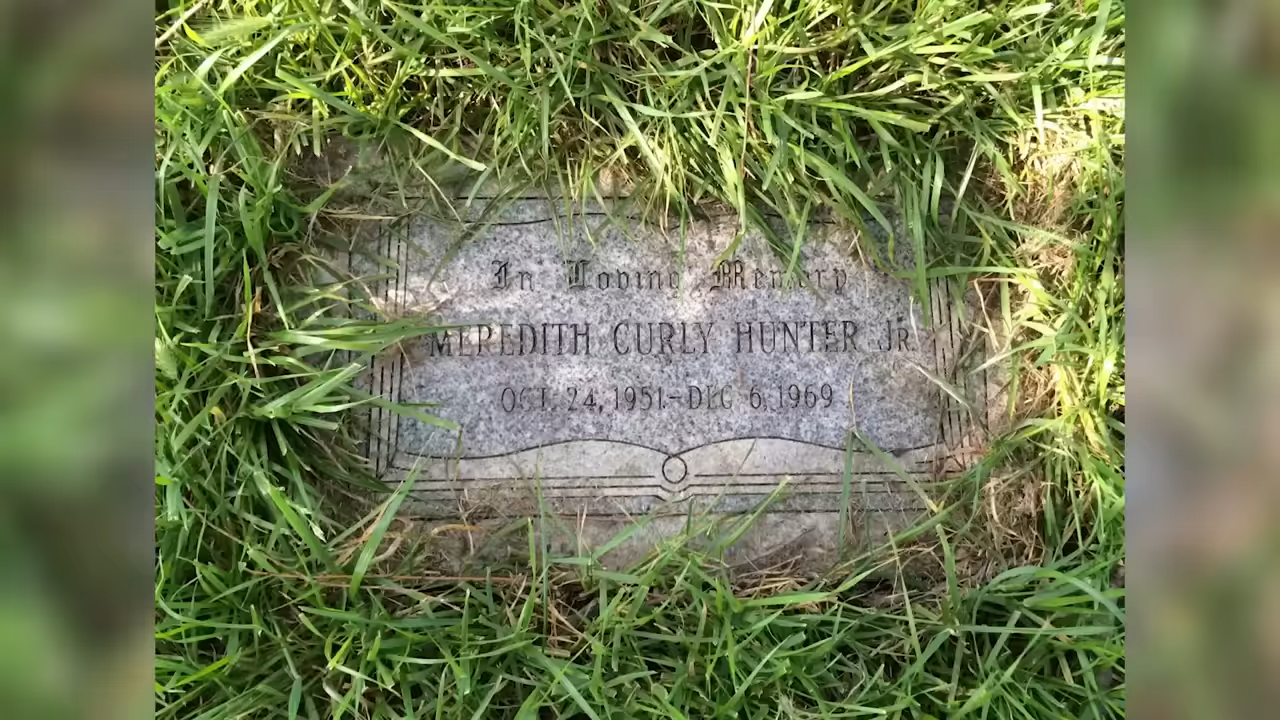 In Loving Memory
MEREDITH CURLY HUNTER JR
OCT. 24, 1951-DEC 6, 1969